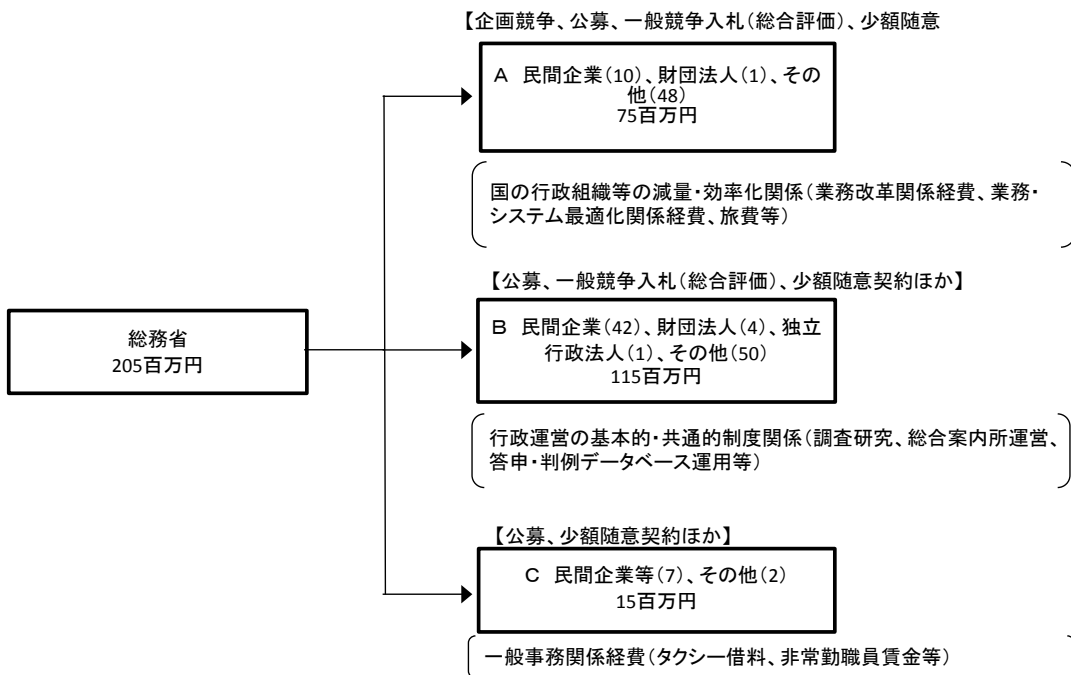 【企画競争、公募、一般競争入札(総合評価)、少額随意
A 民間企業(10)、財団法人(1)、その
他(48)
75百万円
国の行政組織等の減量・効率化関係(業務改革関係経費、業務・
システム最適化関係経費、旅費等)
【公募、一般競争入札(総合評価)、少額随意契約ほか】
総務省
205百万円
B 民間企業(42)、財団法人(4)、独立
行政法人(1)、その他(50)
115百万円
行政運営の基本的・共通的制度関係(調査研究、総合案内所運営、
答申・判例データベース運用等)
【公募、少額随意契約ほか】
C 民間企業等(7)、その他(2)
15百万円
一般事務関係経費(タクシー借料、非常勤職員賃金等)